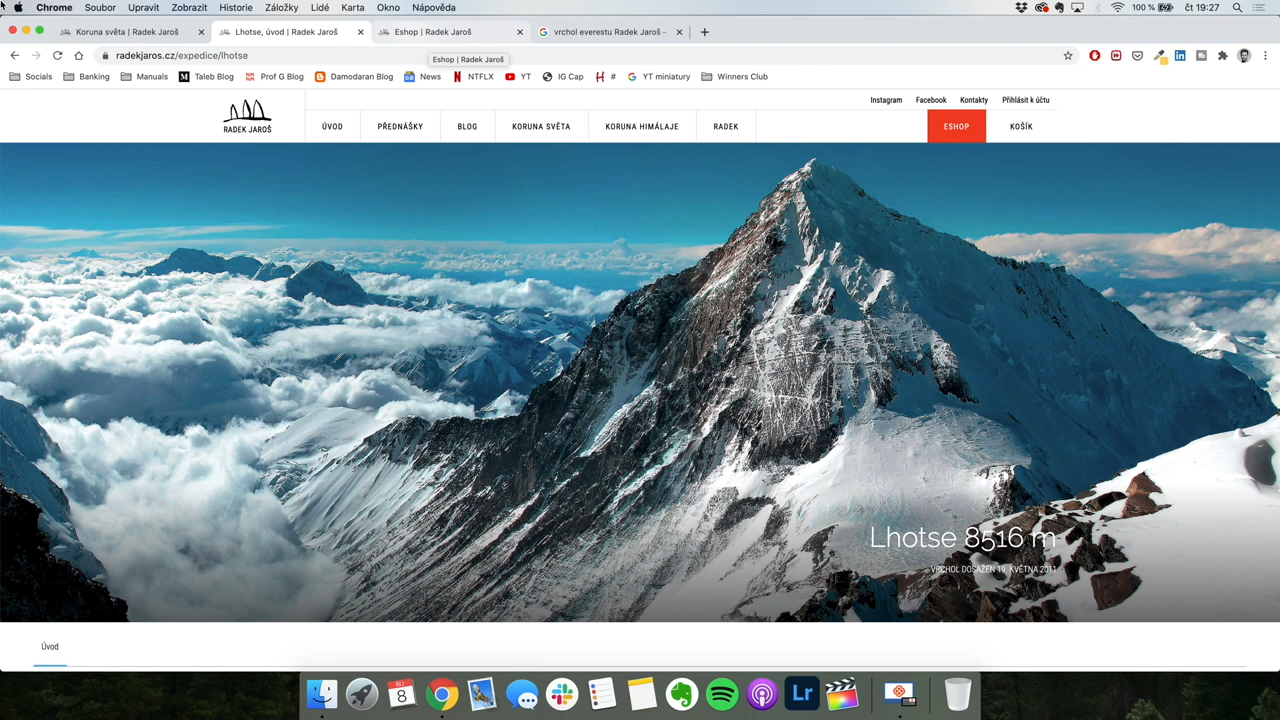 Chrome Soubor Upravit Zobrazit Historie Záložky Lidé Karta Okno Nápověda 100 % čt 19:27
Koruna světa | Radek Jaroš Lhotse, úvod | Radek Jaroš Eshop | Radek Jaroš vrchol everestu Radek Jaroš –
radekjaros.cz/expedice/lhotse
Eshop | Radek Jaroš
Socials Banking Manuals Taleb Blog Prof G Blog Damodaran Blog News NTFLX YT IG Cap # YT miniatury Winners Club
Instagram Facebook Kontakty Přihlásit k účtu
RADEK JAROŠ
ÚVOD PŘEDNÁŠKY BLOG KORUNA SVĚTA KORUNA HIMÁLAJE RADEK ESHOP KOŠÍK
Lhotse 8516 m
VRCHOL DOSAŽEN 19. KVĚTNA 2011
Úvod
8
Lr